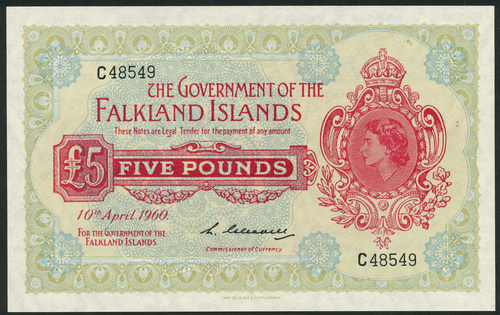 C48549
THE GOVERNMENT OF THE
FALKLAND ISLANDS
These Notes are Legal Tender for the payment of any amount
£5 FIVE POUNDS
10th April 1960.
FOR THE GOVERNMENT OF THE
FALKLAND ISLANDS
Commissioner of Currency
C48549